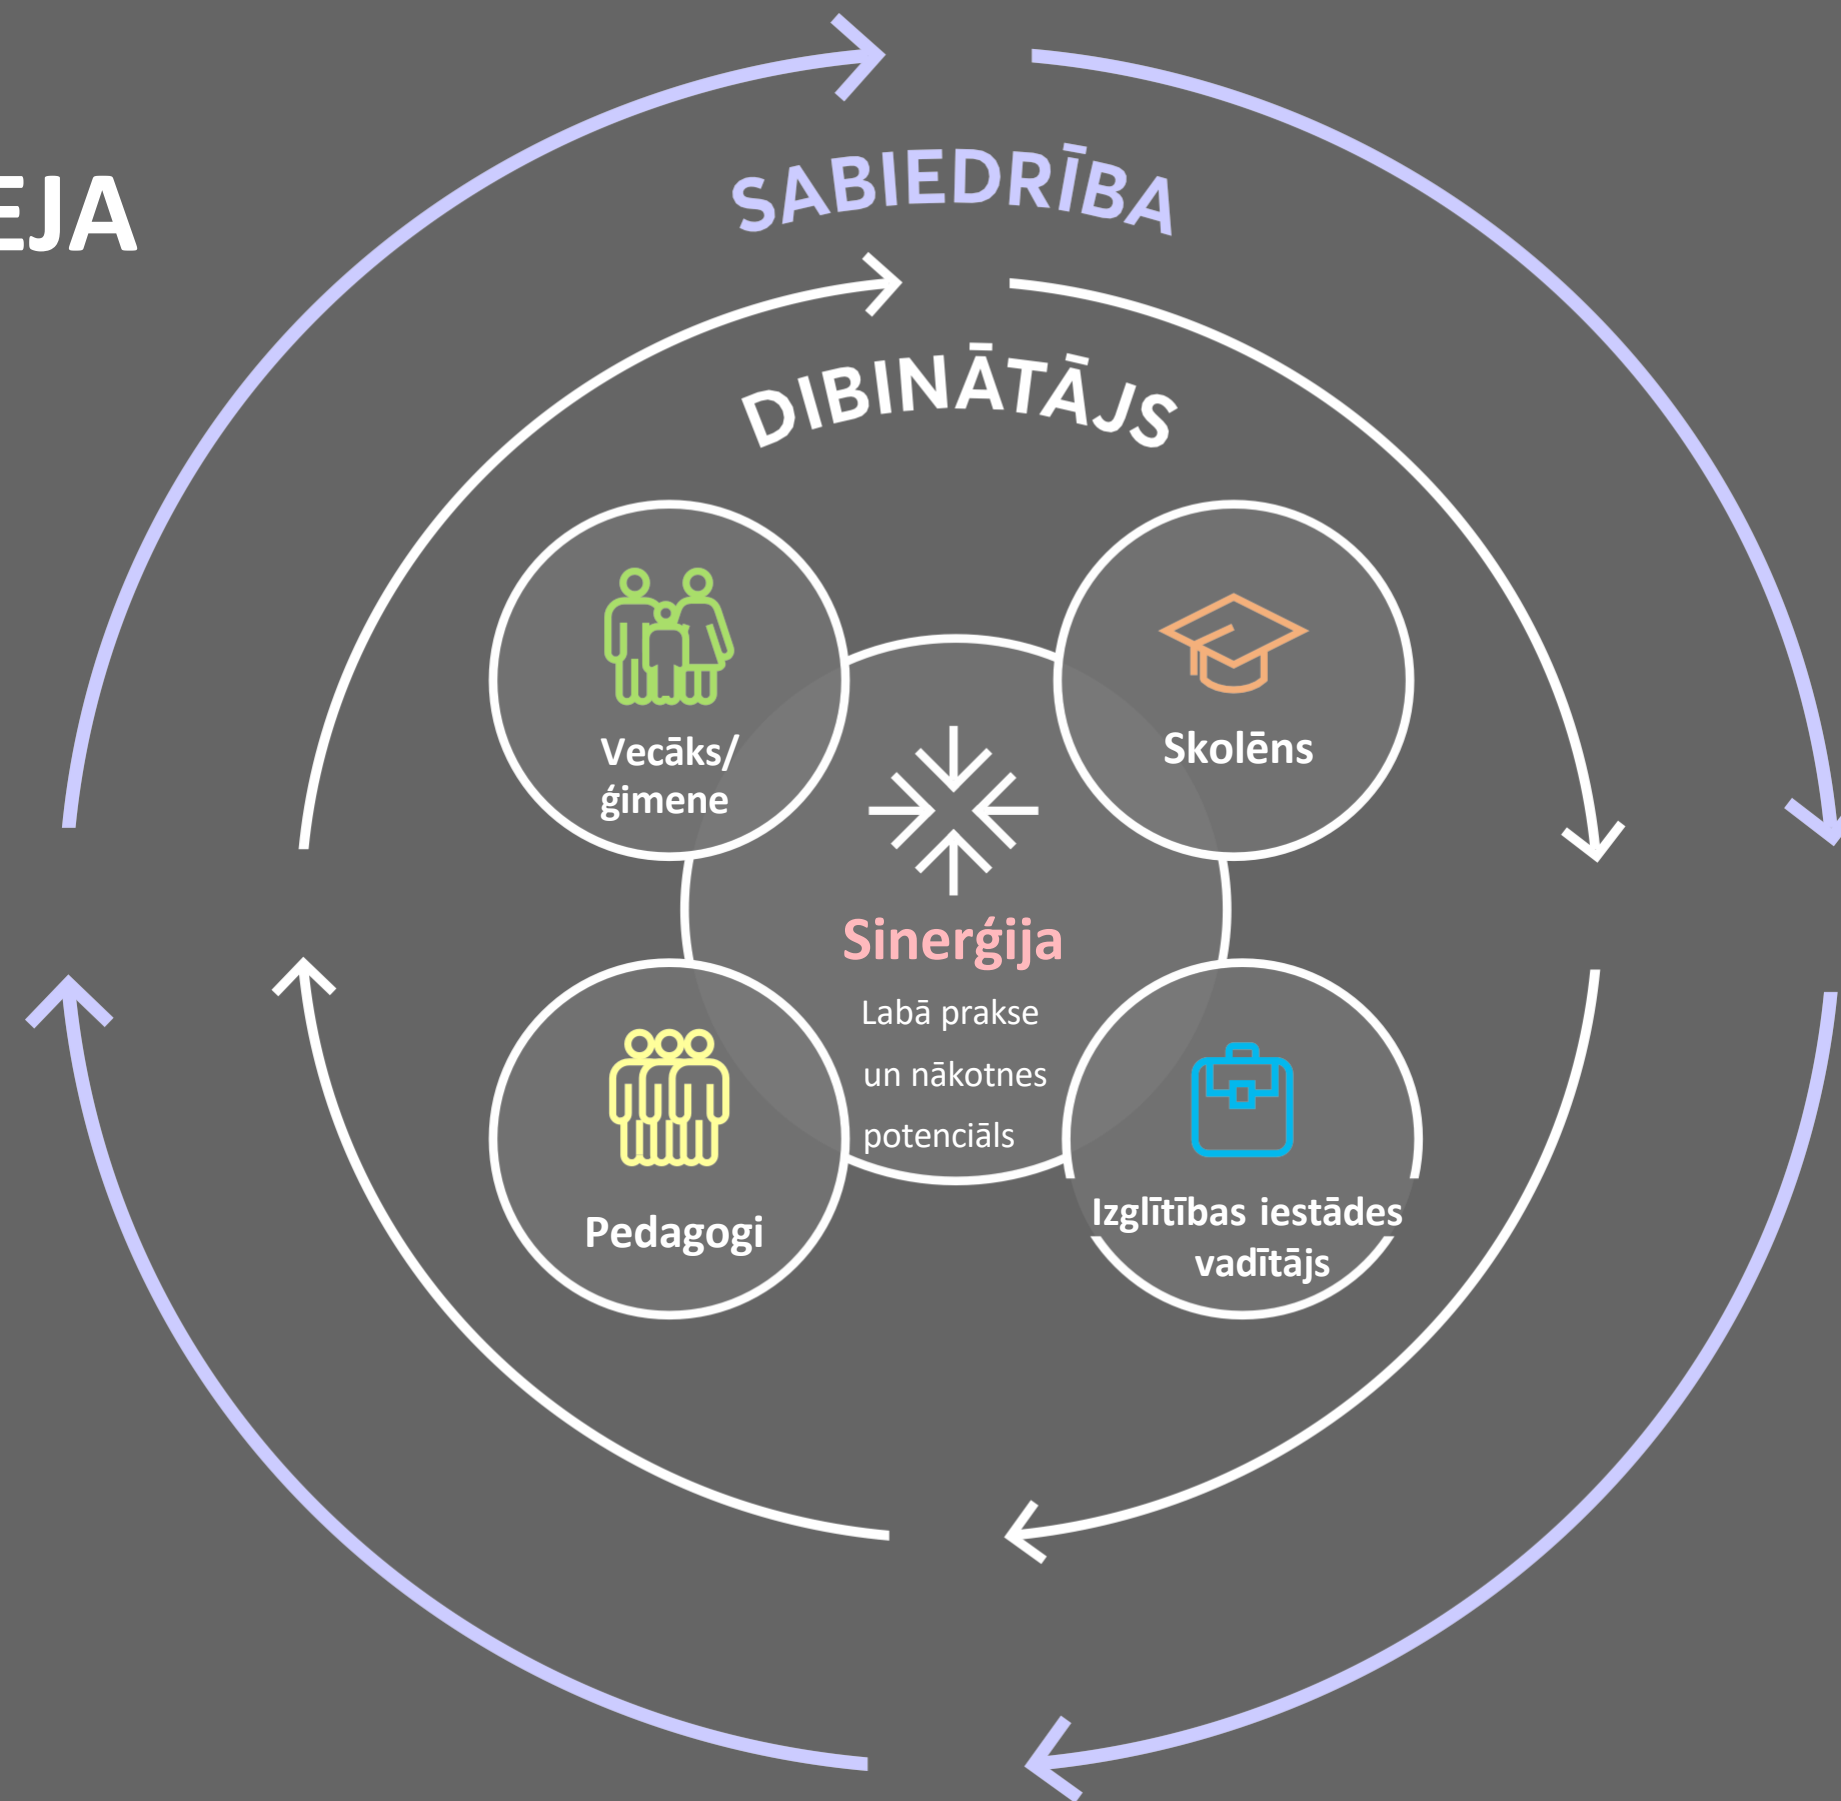 EJA
SABIEDRĪBA
DIBINĀTĀJS
Vecāks/
ģimene
Skolēns
Sinerģija
Labā prakse
un nākotnes
potenciāls
Pedagogi
Izglītības iestādes
vadītājs